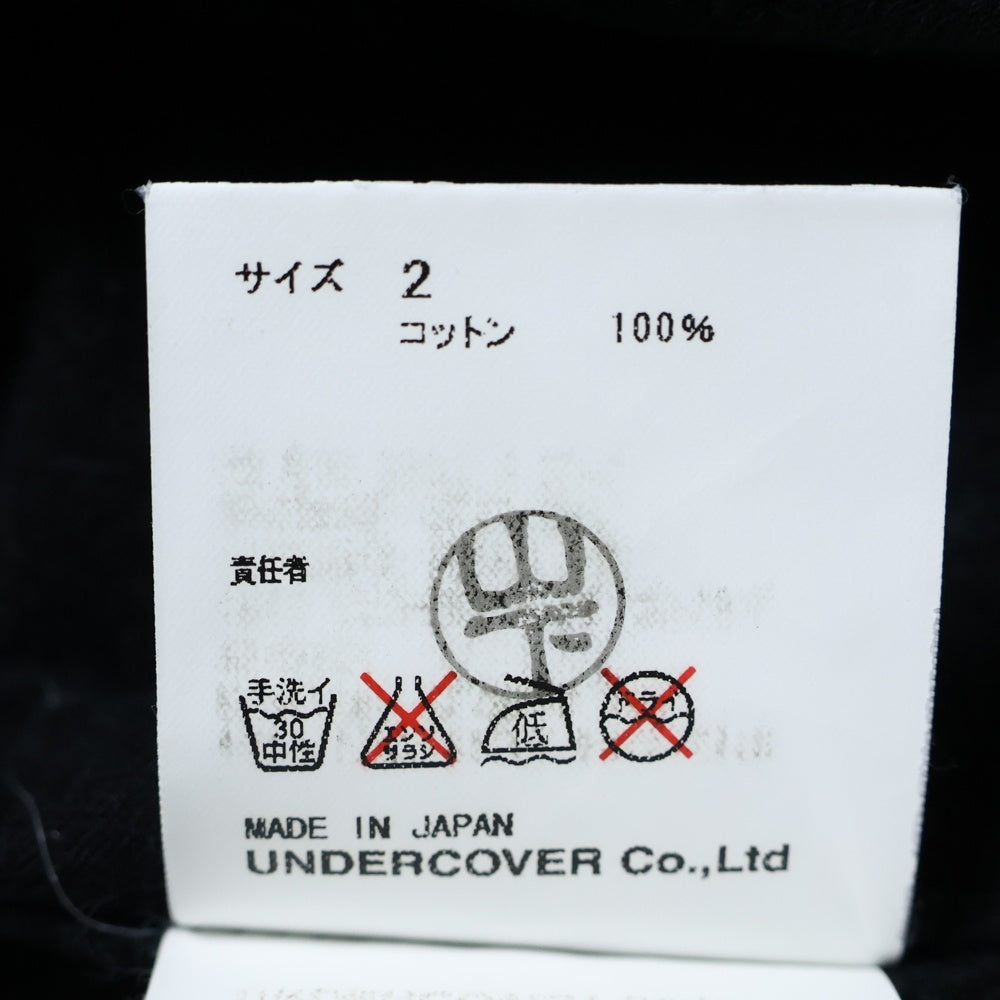 サイズ 2
コットン 100%
責任者
手洗イ
30
中性
エンソ
サラシ
低
ドライ
MADE IN JAPAN
UNDERCOVER Co.,Ltd